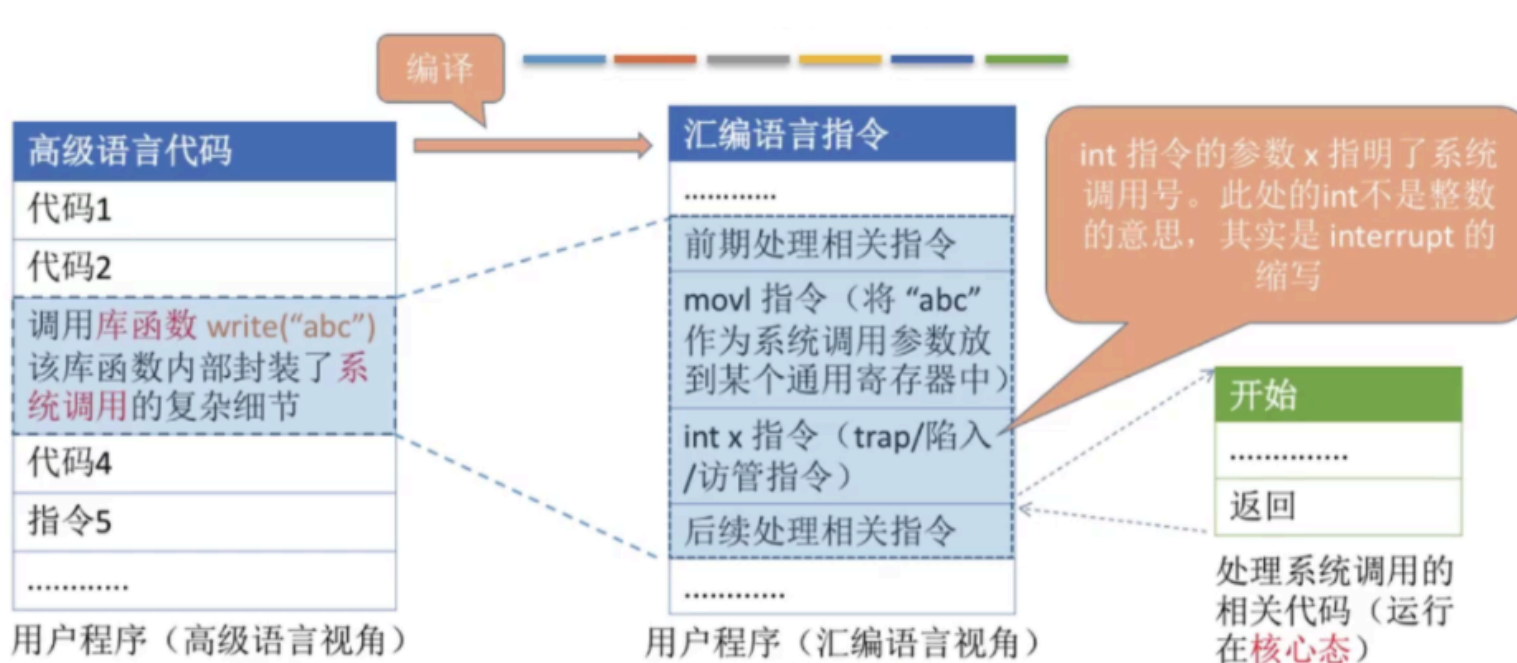 编译
高级语言代码
代码1
代码2
调用库函数 write(“abc”)
该库函数内部封装了系
统调用的复杂细节
代码4
指令5
............
用户程序（高级语言视角）
汇编语言指令
............
前期处理相关指令
movl 指令（将 “abc”
作为系统调用参数放
到某个通用寄存器中）
int x 指令（trap/陷入
/访管指令）
后续处理相关指令
............
用户程序（汇编语言视角）
int 指令的参数 x 指明了系统
调用号。此处的int不是整数
的意思，其实是 interrupt 的
缩写
开始
..............
返回
处理系统调用的
相关代码（运行
在核心态）